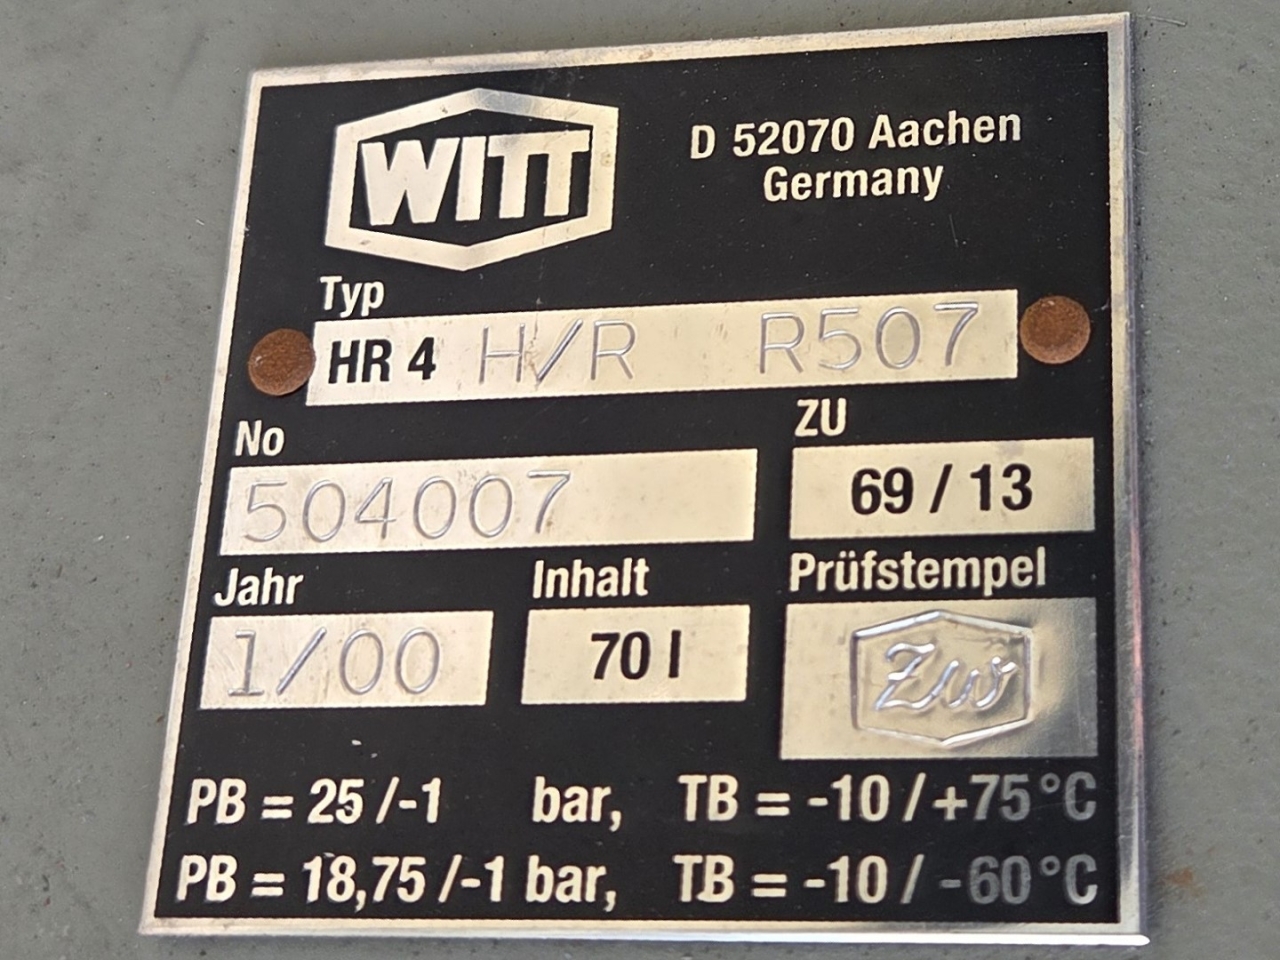 WITT
D 52070 Aachen
Germany
Typ
HR 4 H/R R507
No
ZU
504007
69 / 13
Jahr
Inhalt
Prüfstempel
1/00
70 l
Zw
PB = 25 /-1 bar, TB = -10 / +75 °C
PB = 18,75 /-1 bar, TB = -10 / -60 °C